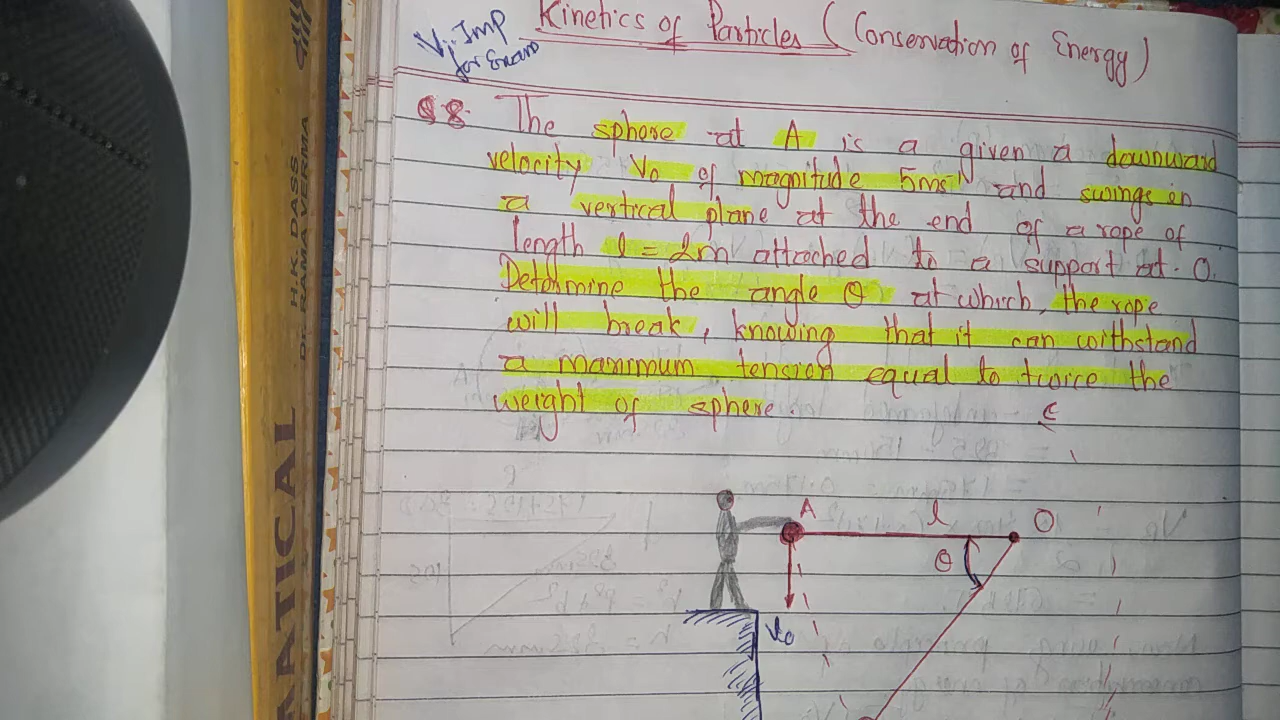 V. Imp
for Exam
Kinetics of Particles (Conservation of Energy)
Q8. The sphere at A is a given a downward
velocity V0 of magnitude 5ms⁻¹ and swings in
a vertical plane at the end of a rope of
length l = 2m attached to a support at O.
Determine the angle θ at which, the rope
will break, knowing that it can withstand
a maximum tension equal to twice the
weight of sphere.
A
l
O
θ
V0
H.K. DASS
Dr. RAMA VERMA
MATICAL